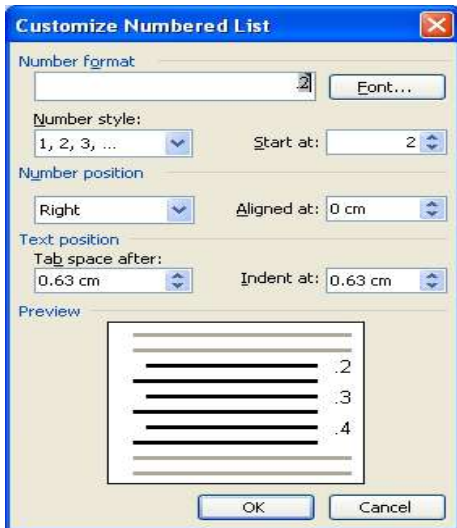 Customize Numbered List
Number format
.2
Font...
Number style:
1, 2, 3, ...
Start at:
2
Number position
Right
Aligned at:
0 cm
Text position
Tab space after:
0.63 cm
Indent at:
0.63 cm
Preview
.2
.3
.4
OK
Cancel